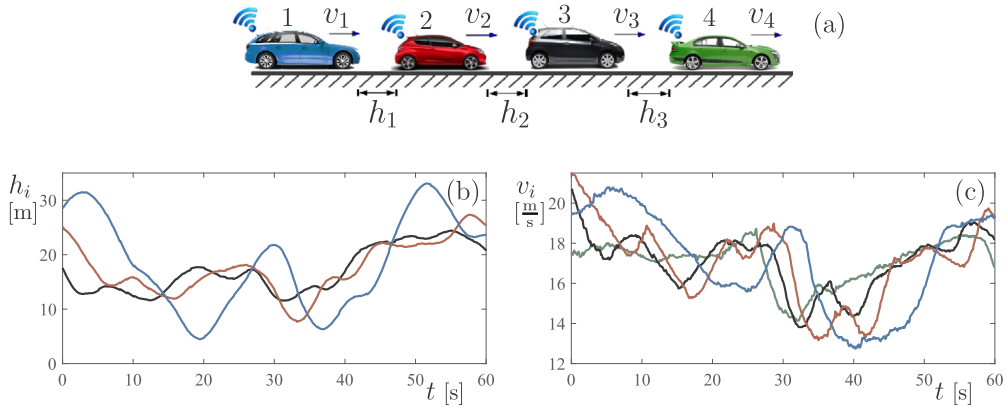 1 v₁ 2 v₂ 3 v₃ 4 v₄ (a)
h₁ h₂ h₃
hᵢ [m] (b)
30
20
10
0
0 10 20 30 40 50 60
t [s]
vᵢ [m/s] (c)
20
18
16
14
12
0 10 20 30 40 50 60
t [s]